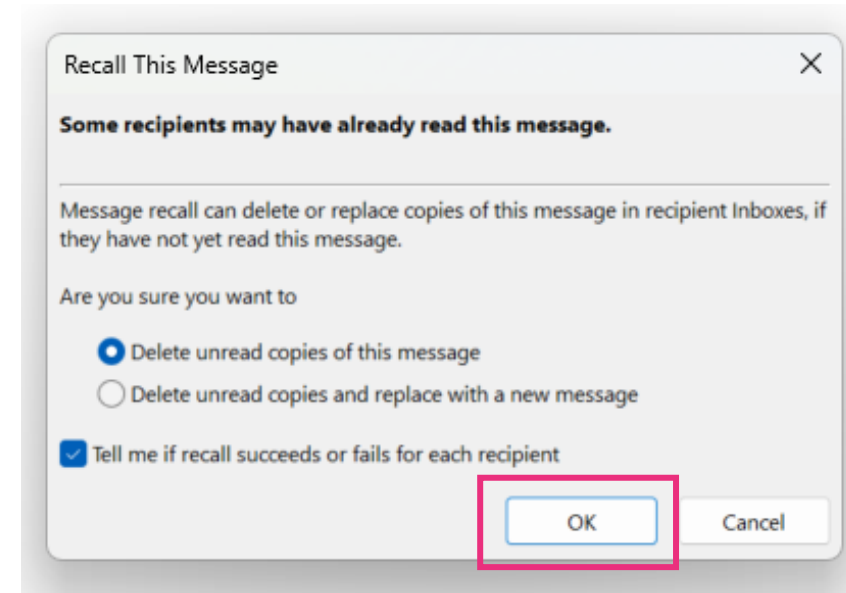 Recall This Message
Some recipients may have already read this message.
Message recall can delete or replace copies of this message in recipient Inboxes, if
they have not yet read this message.
Are you sure you want to
Delete unread copies of this message
Delete unread copies and replace with a new message
Tell me if recall succeeds or fails for each recipient
OK Cancel